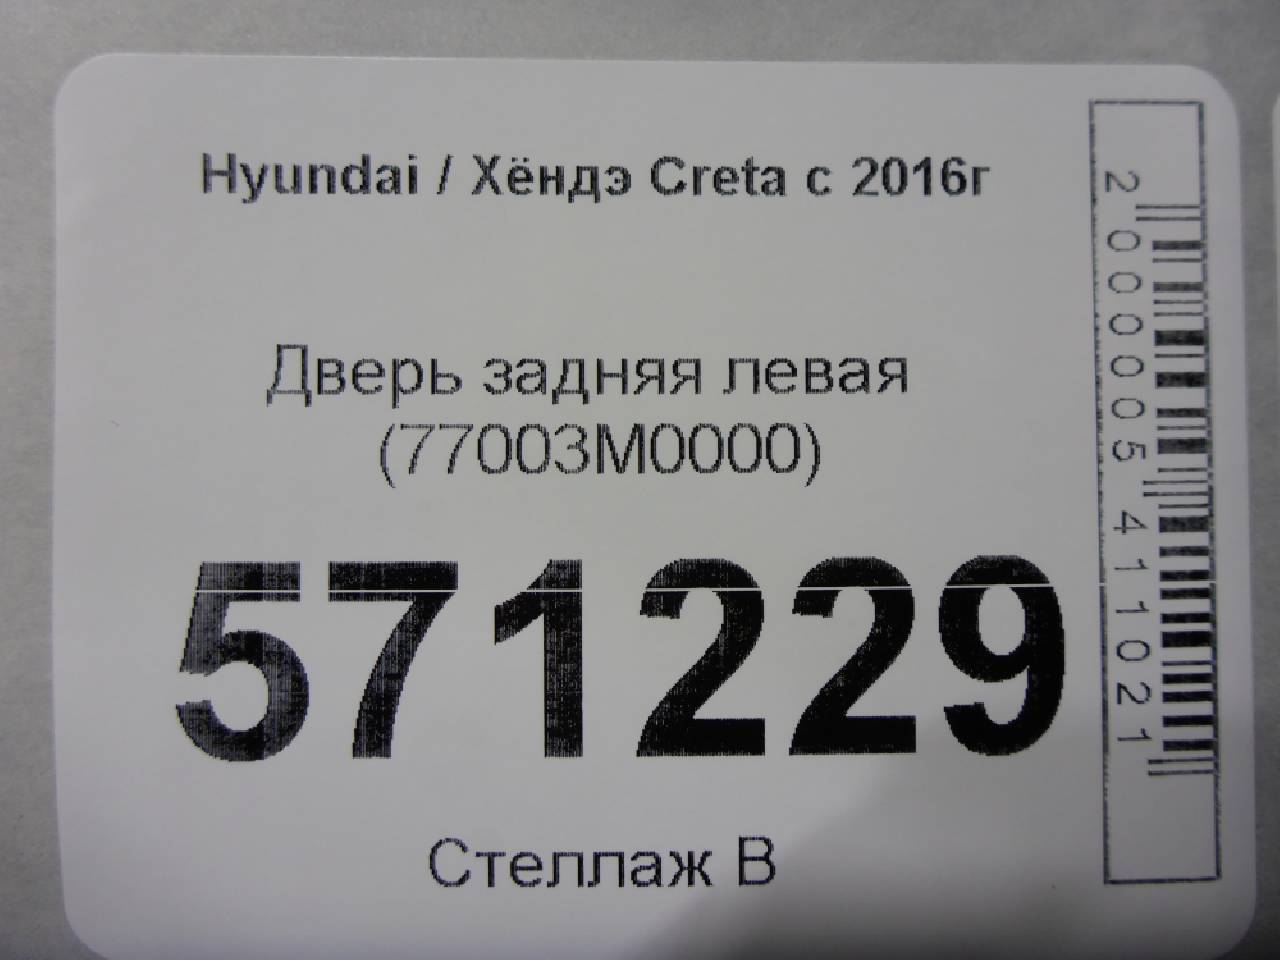 Hyundai / Хёндэ Creta с 2016г
Дверь задняя левая
(77003M0000)
571229
Стеллаж В
2000005411021